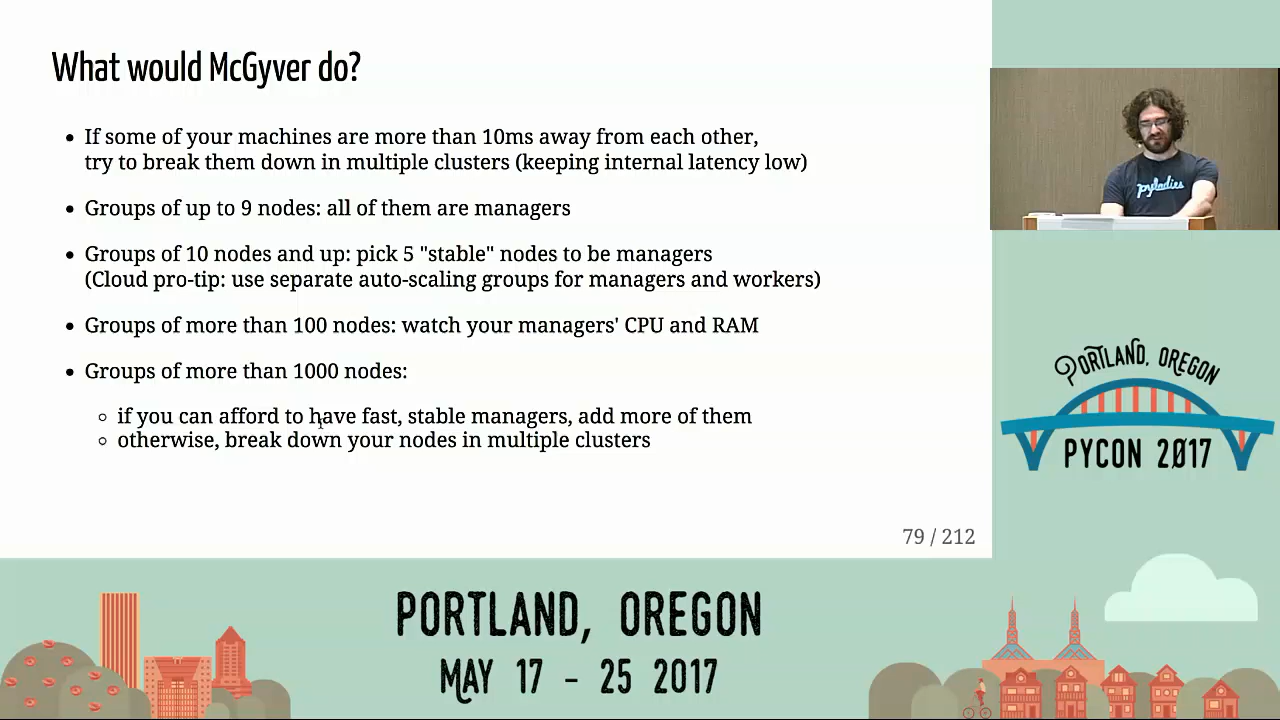 What would McGyver do?
• If some of your machines are more than 10ms away from each other,
try to break them down in multiple clusters (keeping internal latency low)
• Groups of up to 9 nodes: all of them are managers
• Groups of 10 nodes and up: pick 5 "stable" nodes to be managers
(Cloud pro-tip: use separate auto-scaling groups for managers and workers)
• Groups of more than 100 nodes: watch your managers' CPU and RAM
• Groups of more than 1000 nodes:
◦ if you can afford to have fast, stable managers, add more of them
◦ otherwise, break down your nodes in multiple clusters
79 / 212
pyladies
PORTLAND, OREGON
PYCON 2017
PORTLAND, OREGON
MAY 17 - 25 2017